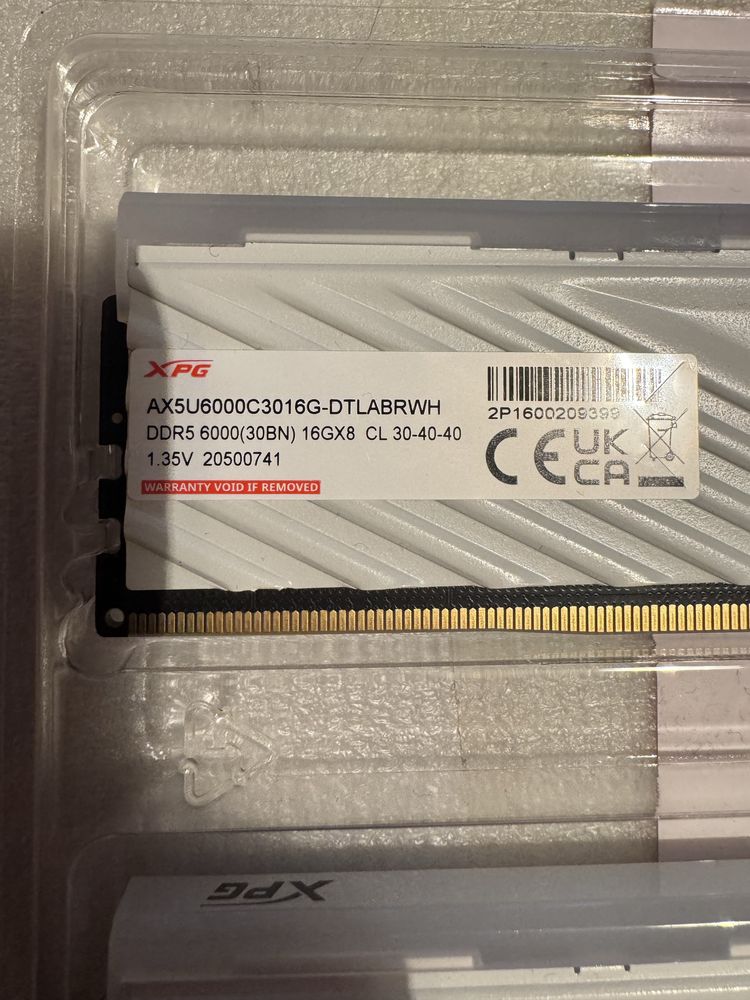 XPG
AX5U6000C3016G-DTLABRWH
DDR5 6000(30BN) 16GX8 CL 30-40-40
1.35V 20500741
WARRANTY VOID IF REMOVED
2P1600209399
CE UK
CA
XPG